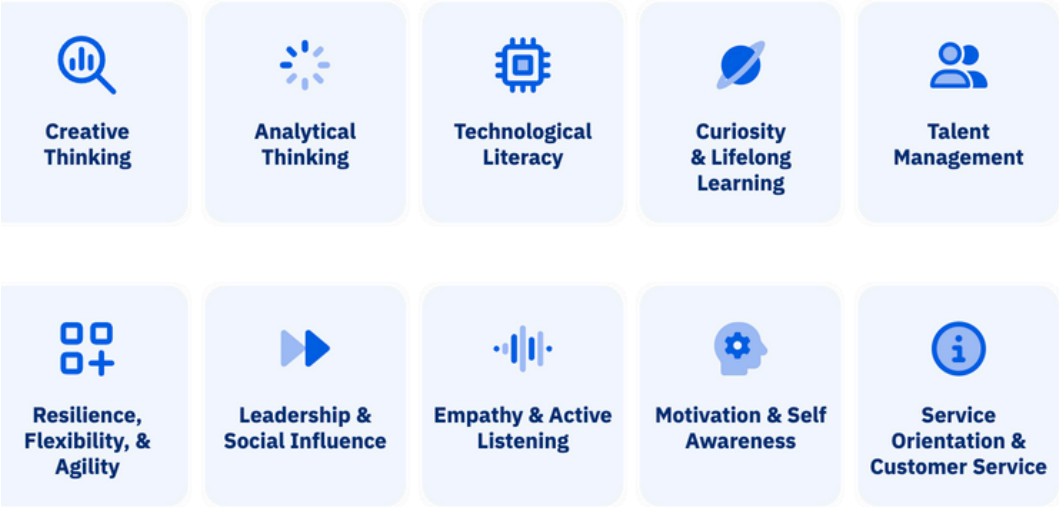 Creative
Thinking
Analytical
Thinking
Technological
Literacy
Curiosity
& Lifelong
Learning
Talent
Management
Resilience,
Flexibility, &
Agility
Leadership &
Social Influence
Empathy & Active
Listening
Motivation & Self
Awareness
Service
Orientation &
Customer Service